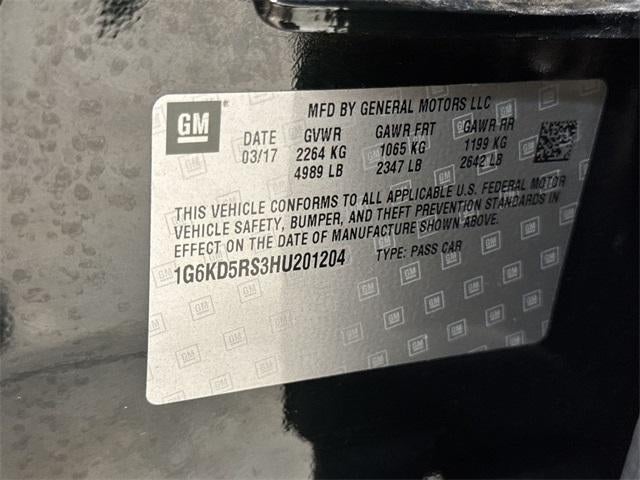 GM
MFD BY GENERAL MOTORS LLC
DATE GVWR GAWR FRT GAWR RR
03/17 2264 KG 1065 KG 1199 KG
4989 LB 2347 LB 2642 LB
THIS VEHICLE CONFORMS TO ALL APPLICABLE U.S. FEDERAL MOTOR
VEHICLE SAFETY, BUMPER, AND THEFT PREVENTION STANDARDS IN
EFFECT ON THE DATE OF MANUFACTURE SHOWN ABOVE.
1G6KD5RS3HU201204 TYPE: PASS CAR